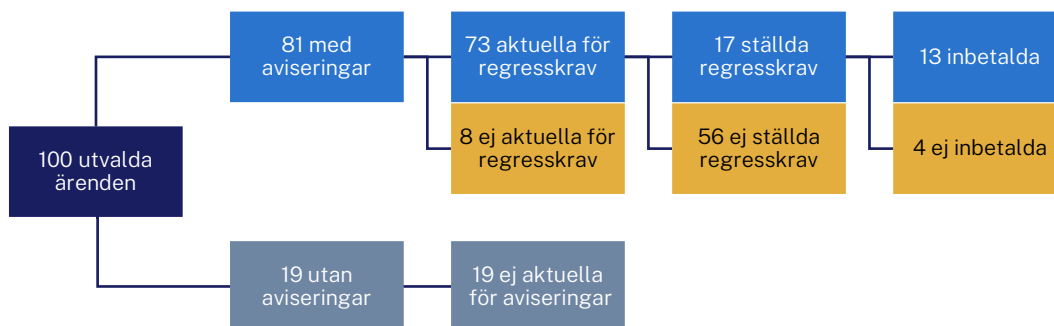 81 med
aviseringar
73 aktuella för
regresskrav
17 ställda
regresskrav
13 inbetalda
8 ej aktuella för
regresskrav
56 ej ställda
regresskrav
4 ej inbetalda
100 utvalda
ärenden
19 utan
aviseringar
19 ej aktuella
för aviseringar